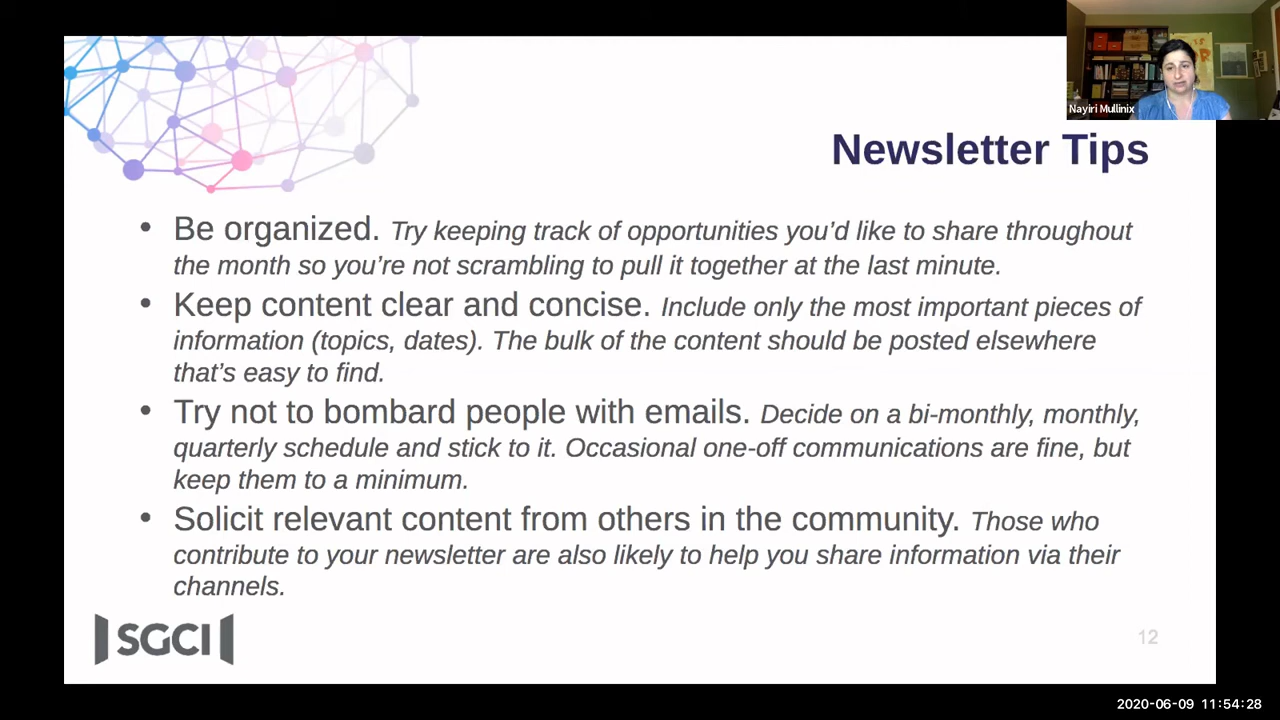 Nayiri Mullinix
Newsletter Tips
• Be organized. Try keeping track of opportunities you’d like to share throughout
the month so you’re not scrambling to pull it together at the last minute.
• Keep content clear and concise. Include only the most important pieces of
information (topics, dates). The bulk of the content should be posted elsewhere
that’s easy to find.
• Try not to bombard people with emails. Decide on a bi-monthly, monthly,
quarterly schedule and stick to it. Occasional one-off communications are fine, but
keep them to a minimum.
• Solicit relevant content from others in the community. Those who
contribute to your newsletter are also likely to help you share information via their
channels.
SGCI
12
2020-06-09 11:54:28